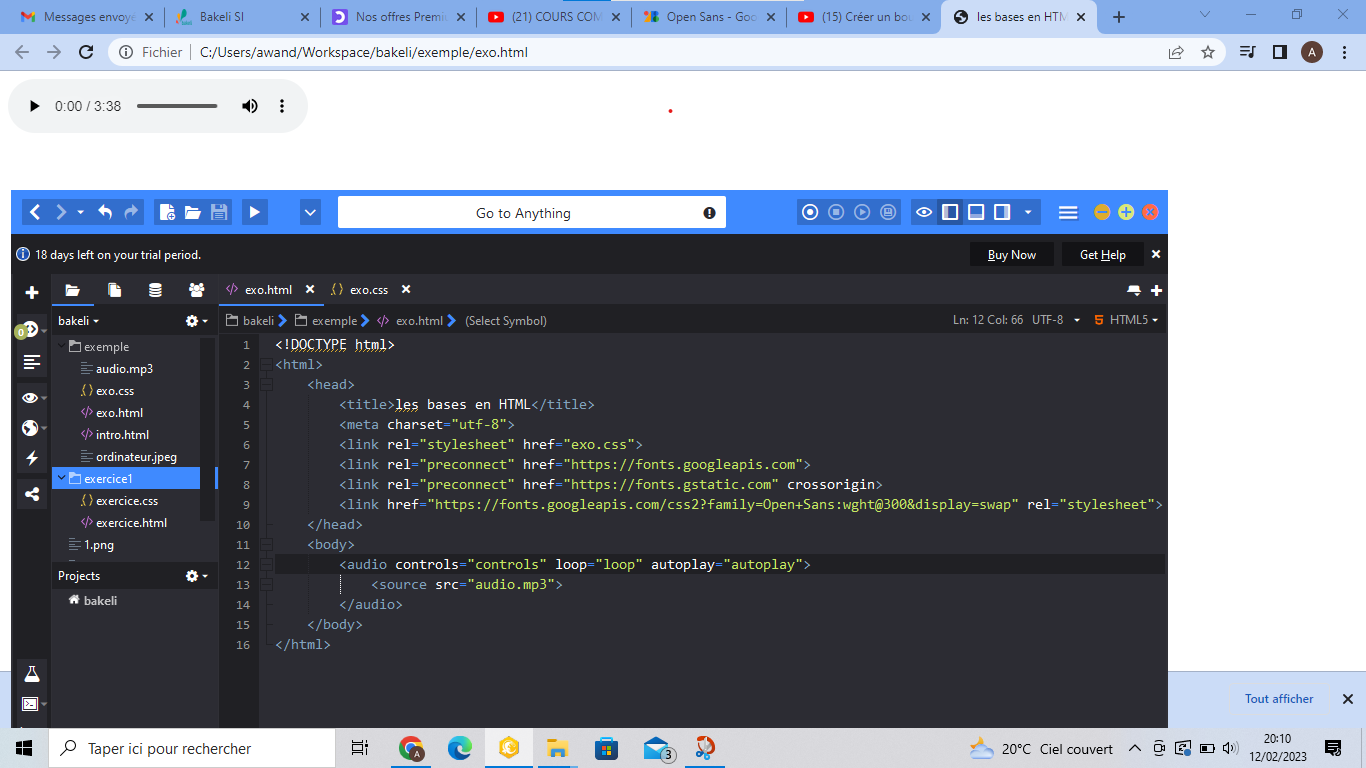 Messages envoye
Bakeli SI
Nos offres Premi
(21) COURS COM
Open Sans - Goo
(15) Créer un bou
les bases en HTM
Fichier C:/Users/awand/Workspace/bakeli/exemple/exo.html
A
0:00 / 3:38
Go to Anything
18 days left on your trial period.
Buy Now
Get Help
exo.html
exo.css
bakeli
bakeli exemple exo.html (Select Symbol)
Ln: 12 Col: 66 UTF-8 HTML5
0
exemple
audio.mp3
exo.css
exo.html
intro.html
ordinateur.jpeg
exercice1
exercice.css
exercice.html
1.png
Projects
bakeli
1 <!DOCTYPE html>
2 <html>
3 <head>
4 <title>les bases en HTML</title>
5 <meta charset="utf-8">
6 <link rel="stylesheet" href="exo.css">
7 <link rel="preconnect" href="https://fonts.googleapis.com">
8 <link rel="preconnect" href="https://fonts.gstatic.com" crossorigin>
9 <link href="https://fonts.googleapis.com/css2?family=Open+Sans:wght@300&display=swap" rel="stylesheet">
10 </head>
11 <body>
12 <audio controls="controls" loop="loop" autoplay="autoplay">
13 <source src="audio.mp3">
14 </audio>
15 </body>
16 </html>
Tout afficher
Taper ici pour rechercher
A
3
20°C Ciel couvert
20:10
12/02/2023